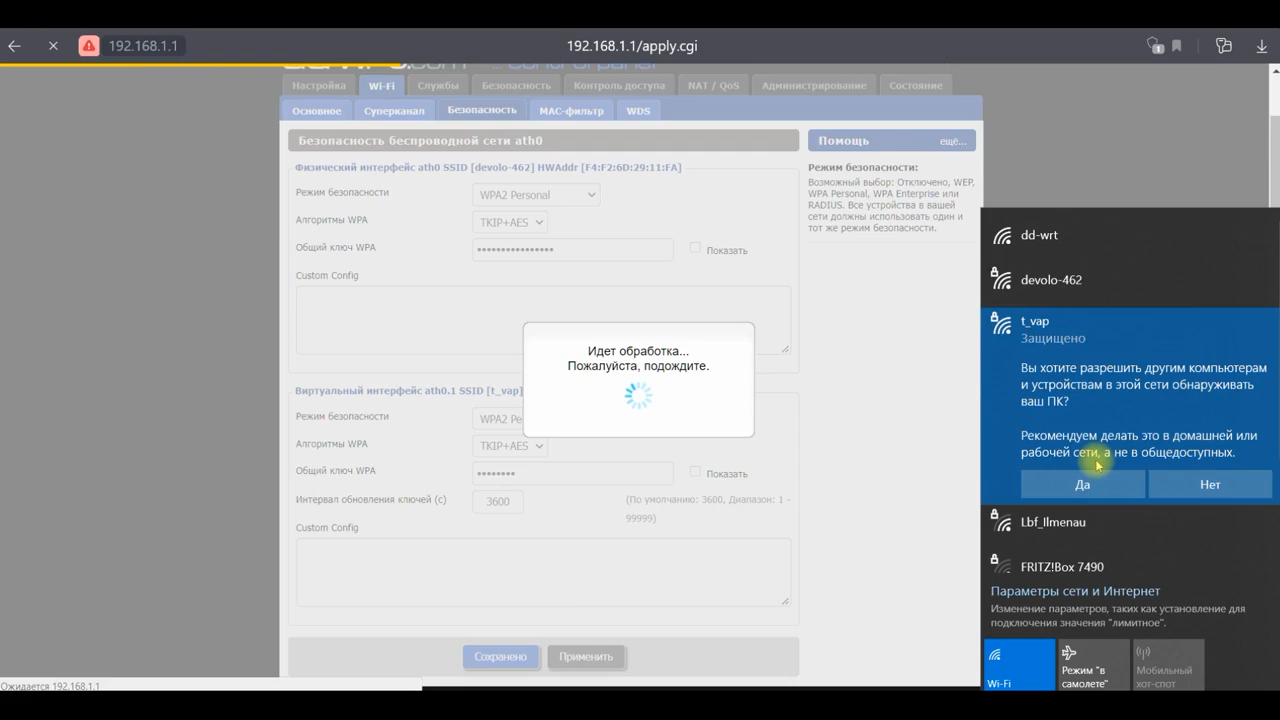 192.168.1.1
192.168.1.1/apply.cgi
1
Настройка
Wi-Fi
Службы
Безопасность
Контроль доступа
NAT / QoS
Администрирование
Состояние
Основное
Суперканал
Безопасность
MAC-фильтр
WDS
Безопасность беспроводной сети ath0
Физический интерфейс ath0 SSID [devolo-462] HWAddr [F4:F2:6D:29:11:FA]
Режим безопасности
WPA2 Personal
Алгоритмы WPA
TKIP+AES
Общий ключ WPA
••••••••••••••••
Показать
Custom Config
Виртуальный интерфейс ath0.1 SSID [t_vap]
Режим безопасности
WPA2 Pe
Алгоритмы WPA
TKIP+AES
Общий ключ WPA
••••••••
Показать
Интервал обновления ключей (с)
3600
(По умолчанию: 3600, Диапазон: 1 -
99999)
Custom Config
Сохранено
Применить
Помощь
ещё...
Режим безопасности:
Возможный выбор: Отключено, WEP,
WPA Personal, WPA Enterprise или
RADIUS. Все устройства в вашей
сети должны использовать один и
тот же режим безопасности.
Идет обработка...
Пожалуйста, подождите.
dd-wrt
devolo-462
t_vap
Защищено
Вы хотите разрешить другим компьютерам
и устройствам в этой сети обнаруживать
ваш ПК?
Рекомендуем делать это в домашней или
рабочей сети, а не в общедоступных.
Да
Нет
Lbf_Ilmenau
FRITZ!Box 7490
Параметры сети и Интернет
Изменение параметров, таких как установление для
подключения значения "лимитное".
Wi-Fi
Режим "в
самолете"
Мобильный
хот-спот
Ожидается 192.168.1.1